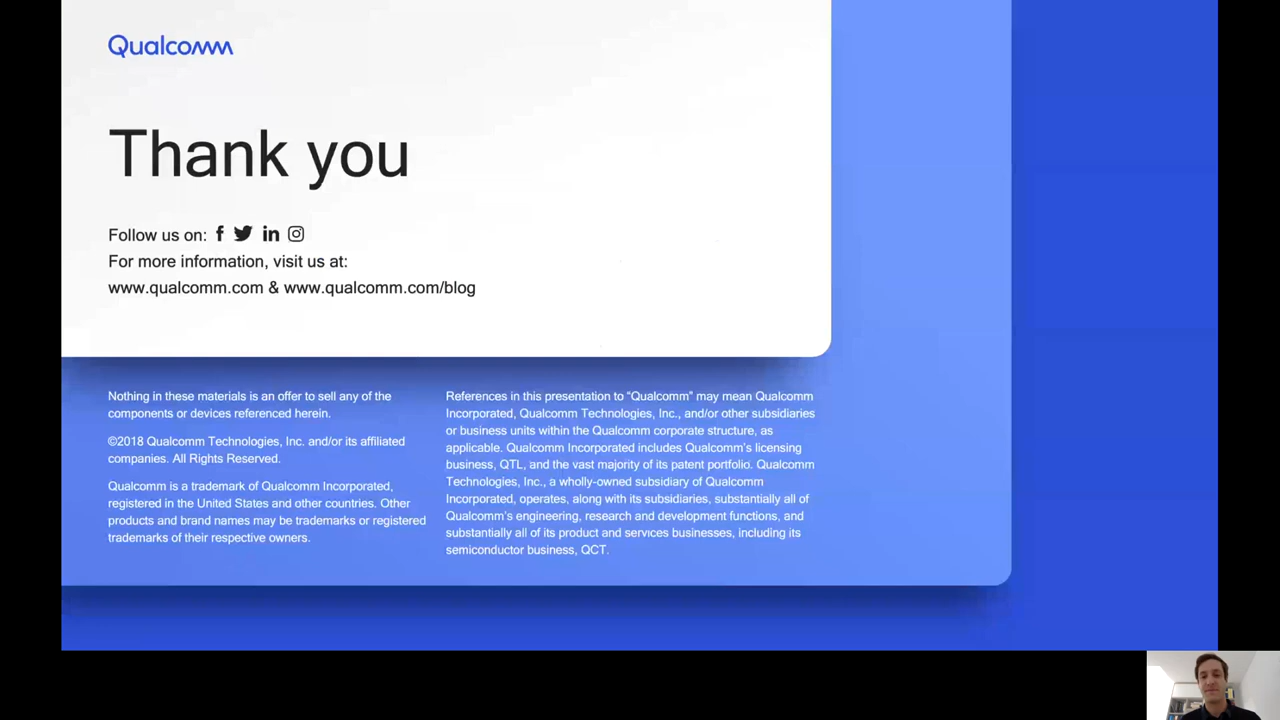 Qualcomm
Thank you
Follow us on:
For more information, visit us at:
www.qualcomm.com & www.qualcomm.com/blog
Nothing in these materials is an offer to sell any of the
components or devices referenced herein.
©2018 Qualcomm Technologies, Inc. and/or its affiliated
companies. All Rights Reserved.
Qualcomm is a trademark of Qualcomm Incorporated,
registered in the United States and other countries. Other
products and brand names may be trademarks or registered
trademarks of their respective owners.
References in this presentation to “Qualcomm” may mean Qualcomm
Incorporated, Qualcomm Technologies, Inc., and/or other subsidiaries
or business units within the Qualcomm corporate structure, as
applicable. Qualcomm Incorporated includes Qualcomm’s licensing
business, QTL, and the vast majority of its patent portfolio. Qualcomm
Technologies, Inc., a wholly-owned subsidiary of Qualcomm
Incorporated, operates, along with its subsidiaries, substantially all of
Qualcomm’s engineering, research and development functions, and
substantially all of its product and services businesses, including its
semiconductor business, QCT.